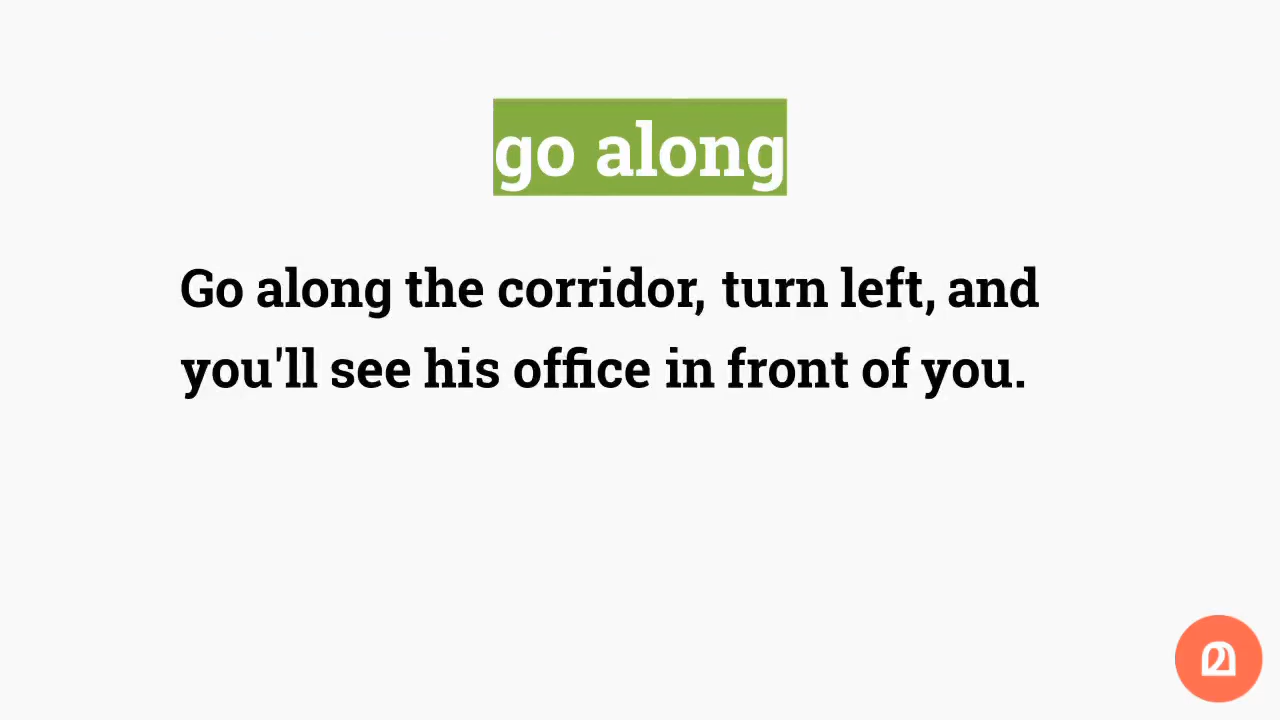 go along
Go along the corridor, turn left, and
you'll see his office in front of you.